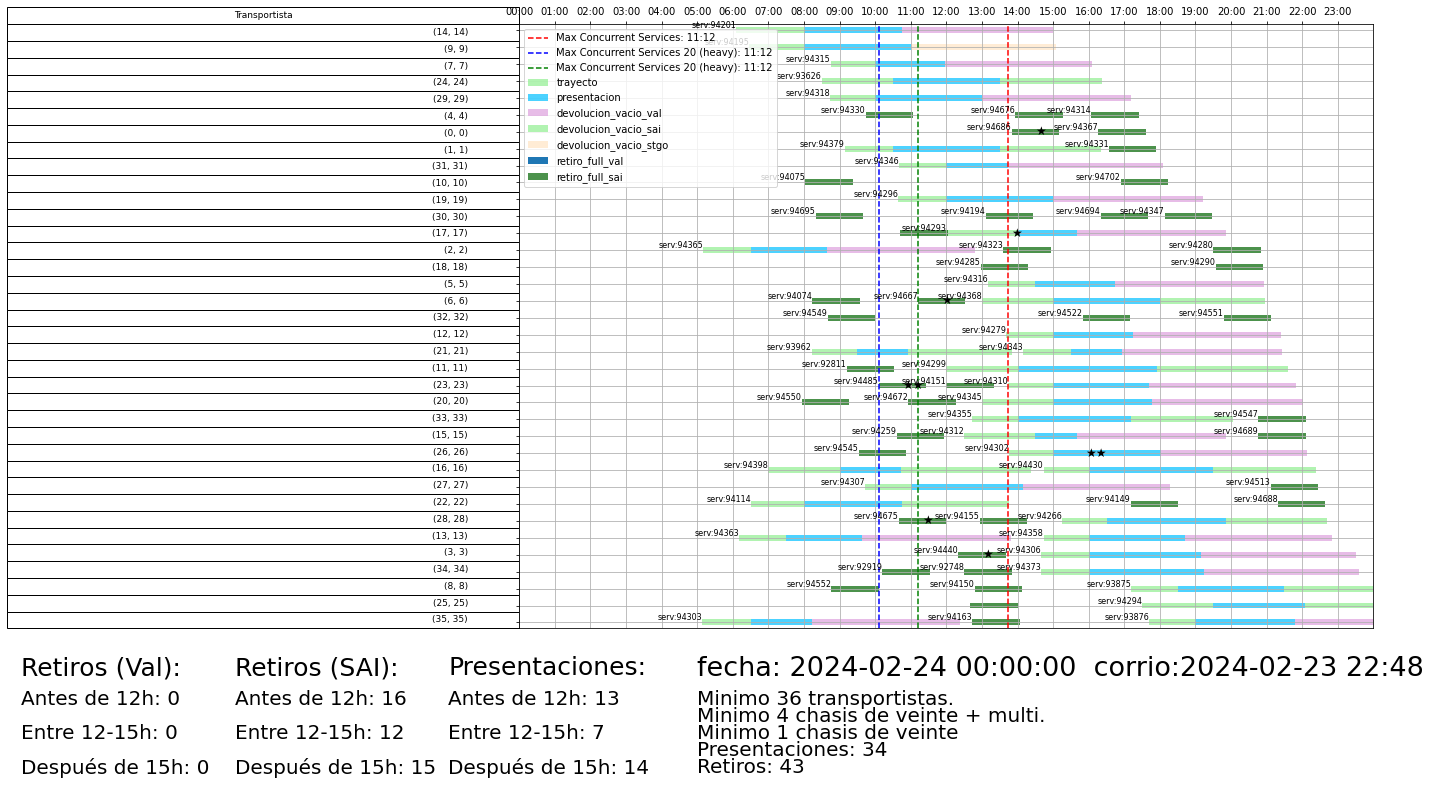 Transportista
00:00 01:00 02:00 03:00 04:00 05:00 06:00 07:00 08:00 09:00 10:00 11:00 12:00 13:00 14:00 15:00 16:00 17:00 18:00 19:00 20:00 21:00 22:00 23:00
(14, 14) serv:94201
(9, 9) serv:94195
(7, 7) serv:94315
(24, 24) serv:93626
(29, 29) serv:94318
(4, 4) serv:94330 serv:94676 serv:94314
(0, 0) serv:94686 serv:94367
(1, 1) serv:94379 serv:94331
(31, 31) serv:94346
(10, 10) serv:94075 serv:94702
(19, 19) serv:94296
(30, 30) serv:94695 serv:94194 serv:94694 serv:94347
(17, 17) serv:94293
(2, 2) serv:94365 serv:94323 serv:94280
(18, 18) serv:94285 serv:94290
(5, 5) serv:94316
(6, 6) serv:94074 serv:94667 serv:94368
(32, 32) serv:94549 serv:94522 serv:94551
(12, 12) serv:94279
(21, 21) serv:93962 serv:94343
(11, 11) serv:92811 serv:94299
(23, 23) serv:94485 serv:94151 serv:94310
(20, 20) serv:94550 serv:94672 serv:94345
(33, 33) serv:94355 serv:94547
(15, 15) serv:94259 serv:94312 serv:94689
(26, 26) serv:94545 serv:94302
(16, 16) serv:94398 serv:94430
(27, 27) serv:94307 serv:94513
(22, 22) serv:94114 serv:94149 serv:94688
(28, 28) serv:94675 serv:94155 serv:94266
(13, 13) serv:94363 serv:94358
(3, 3) serv:94440 serv:94306
(34, 34) serv:92919 serv:92748 serv:94373
(8, 8) serv:94552 serv:94150 serv:93875
(25, 25) serv:94294
(35, 35) serv:94303 serv:94163 serv:93876
Max Concurrent Services: 11:12
Max Concurrent Services 20 (heavy): 11:12
Max Concurrent Services 20 (heavy): 11:12
trayecto
presentacion
devolucion_vacio_val
devolucion_vacio_sai
devolucion_vacio_stgo
retiro_full_val
retiro_full_sai
Retiros (Val):
Antes de 12h: 0
Entre 12-15h: 0
Después de 15h: 0
Retiros (SAI):
Antes de 12h: 16
Entre 12-15h: 12
Después de 15h: 15
Presentaciones:
Antes de 12h: 13
Entre 12-15h: 7
Después de 15h: 14
fecha: 2024-02-24 00:00:00 corrio:2024-02-23 22:48
Minimo 36 transportistas.
Minimo 4 chasis de veinte + multi.
Minimo 1 chasis de veinte
Presentaciones: 34
Retiros: 43